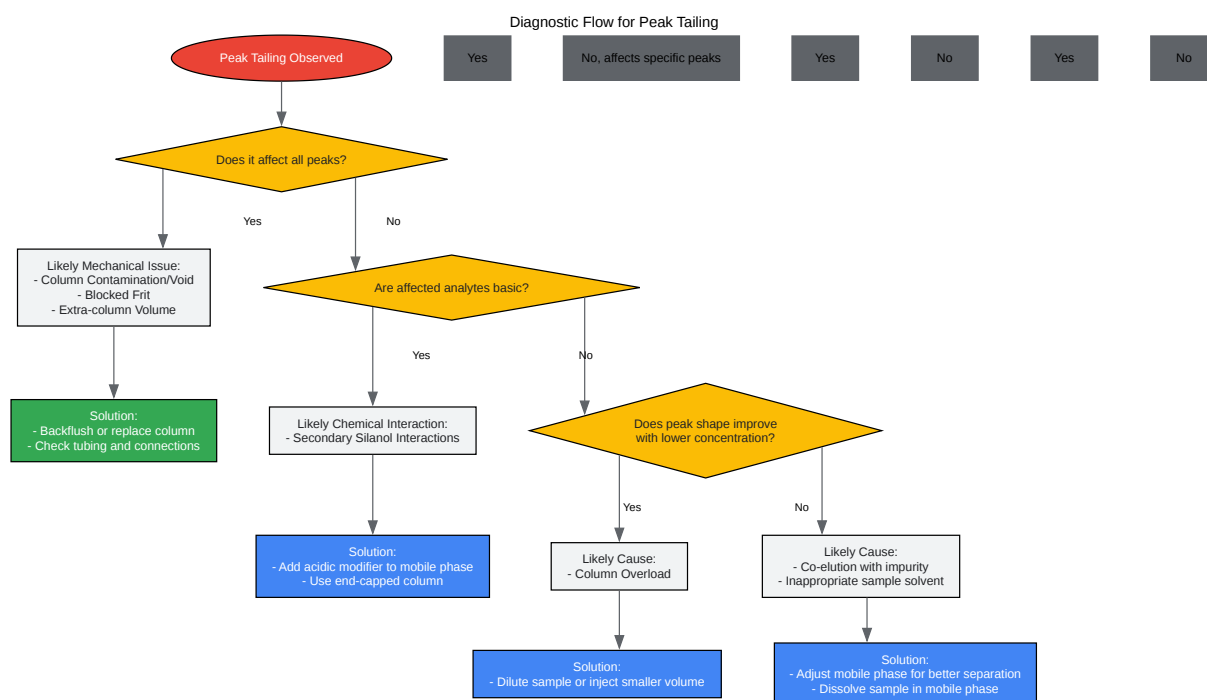 Diagnostic Flow for Peak Tailing
Peak Tailing Observed
Yes
No, affects specific peaks
Yes
No
Yes
No
Does it affect all peaks?
Yes
No
Likely Mechanical Issue:
- Column Contamination/Void
- Blocked Frit
- Extra-column Volume
Are affected analytes basic?
Yes
No
Solution:
- Backflush or replace column
- Check tubing and connections
Likely Chemical Interaction:
- Secondary Silanol Interactions
Does peak shape improve
with lower concentration?
Yes
No
Solution:
- Add acidic modifier to mobile phase
- Use end-capped column
Likely Cause:
- Column Overload
Likely Cause:
- Co-elution with impurity
- Inappropriate sample solvent
Solution:
- Dilute sample or inject smaller volume
Solution:
- Adjust mobile phase for better separation
- Dissolve sample in mobile phase